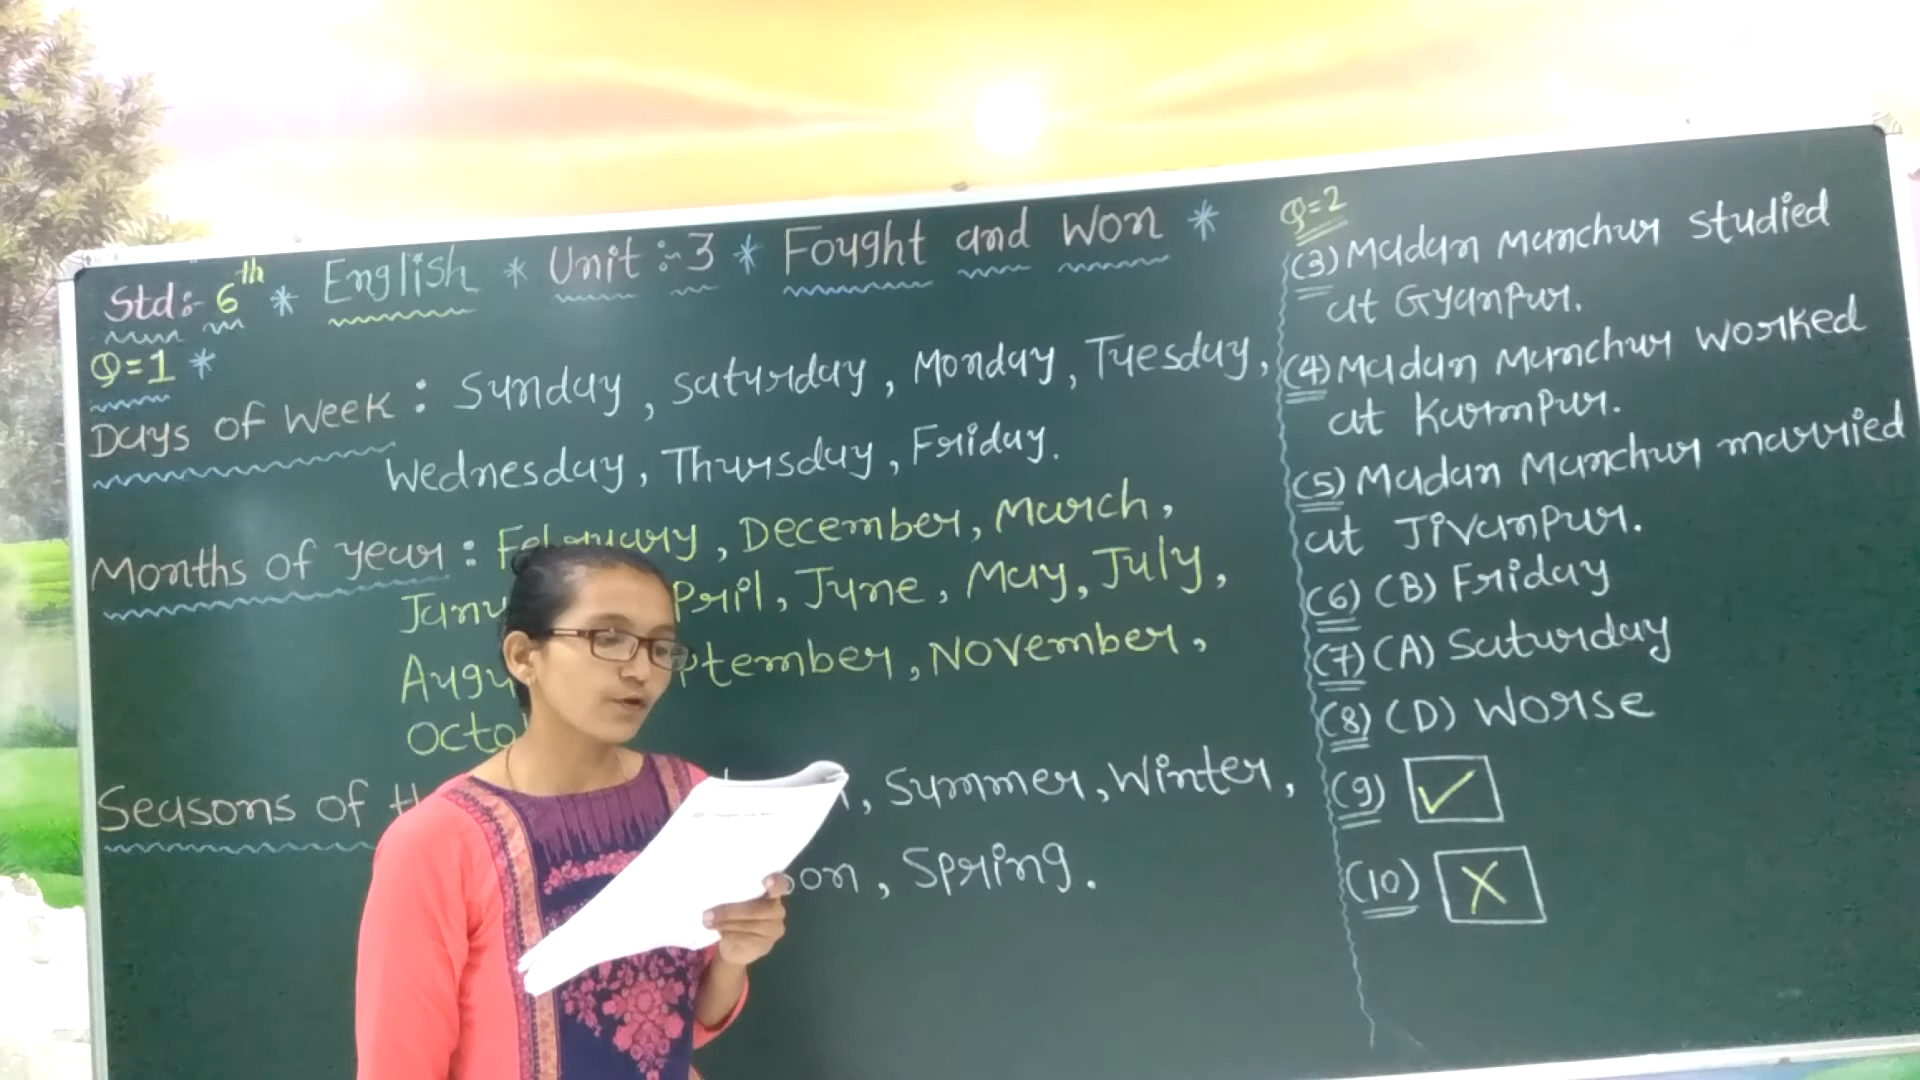 Std:- 6th * English * Unit :- 3 * Fought and Won *
Q=1 *
Days of Week : Sunday, Saturday, Monday, Tuesday,
Wednesday, Thursday, Friday.
Months of year : February, December, March,
June, May, July,
November,
Seasons of
, Summer, Winter,
, Spring.
Q=2
(3) Madan Manchur studied
at Gyanpur.
(4) Madan Manchur worked
at Karmpur.
(5) Madan Manchur married
at Jivanpur.
(6) (B) Friday
(7) (A) Saturday
(8) (D) Worse
(9) ✓
(10) X